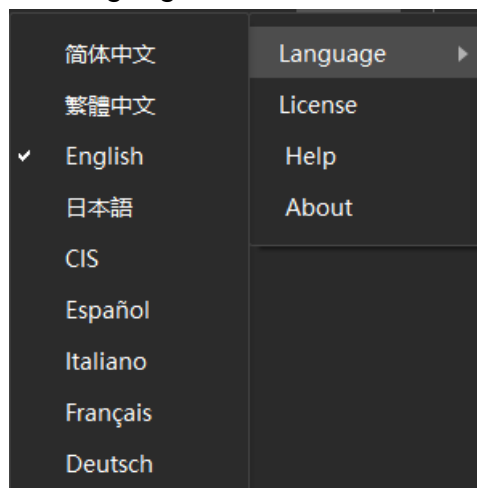 简体中文
繁體中文
English
日本語
CIS
Español
Italiano
Français
Deutsch
Language
License
Help
About